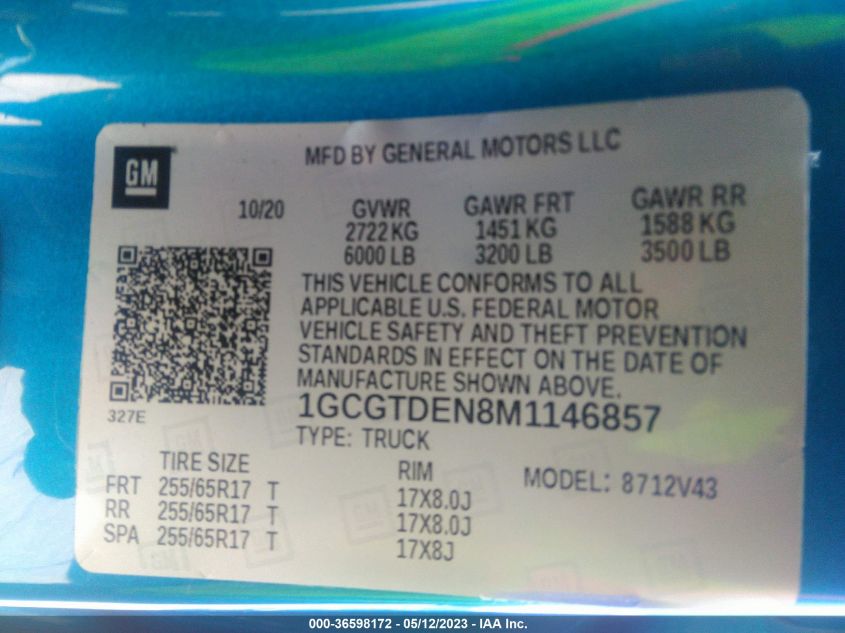 MFD BY GENERAL MOTORS LLC
GM
10/20 GVWR GAWR FRT GAWR RR
2722 KG 1451 KG 1588 KG
6000 LB 3200 LB 3500 LB
THIS VEHICLE CONFORMS TO ALL
APPLICABLE U.S. FEDERAL MOTOR
VEHICLE SAFETY AND THEFT PREVENTION
STANDARDS IN EFFECT ON THE DATE OF
MANUFACTURE SHOWN ABOVE.
327E
1GCGTDEN8M1146857
TYPE: TRUCK
TIRE SIZE RIM MODEL: 8712V43
FRT 255/65R17 T 17X8.0J
RR 255/65R17 T 17X8.0J
SPA 255/65R17 T 17X8J
000-36598172 - 05/12/2023 - IAA Inc.